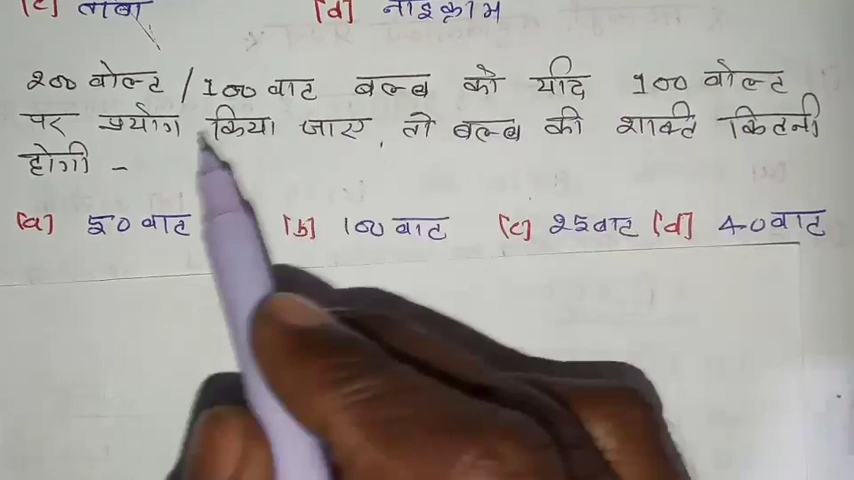 [c] तांबा [d] नाइक्रोम
200 वोल्ट / 100 वाट बल्ब को यदि 100 वोल्ट
पर प्रयोग किया जाए, तो बल्ब की शक्ति कितनी
होगी -
[a] 50 वाट [b] 100 वाट [c] 25 वाट [d] 40 वाट